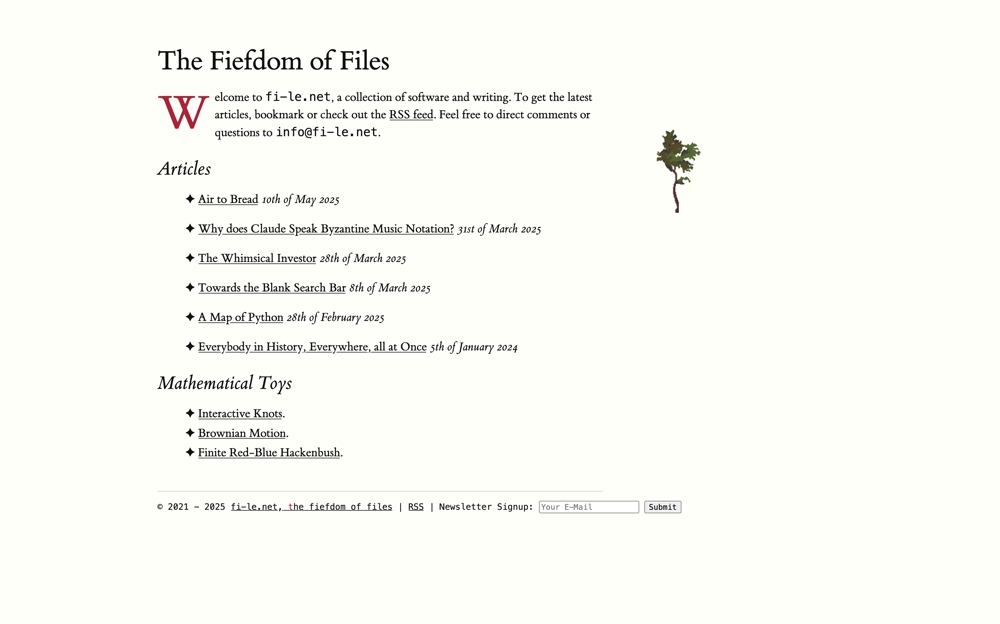 The Fiefdom of Files
Welcome to fi-le.net, a collection of software and writing. To get the latest
articles, bookmark or check out the RSS feed. Feel free to direct comments or
questions to info@fi-le.net.
Articles
✦ Air to Bread 10th of May 2025
✦ Why does Claude Speak Byzantine Music Notation? 31st of March 2025
✦ The Whimsical Investor 28th of March 2025
✦ Towards the Blank Search Bar 8th of March 2025
✦ A Map of Python 28th of February 2025
✦ Everybody in History, Everywhere, all at Once 5th of January 2024
Mathematical Toys
✦ Interactive Knots.
✦ Brownian Motion.
✦ Finite Red-Blue Hackenbush.
© 2021 - 2025 fi-le.net, the fiefdom of files | RSS | Newsletter Signup: Your E-Mail Submit